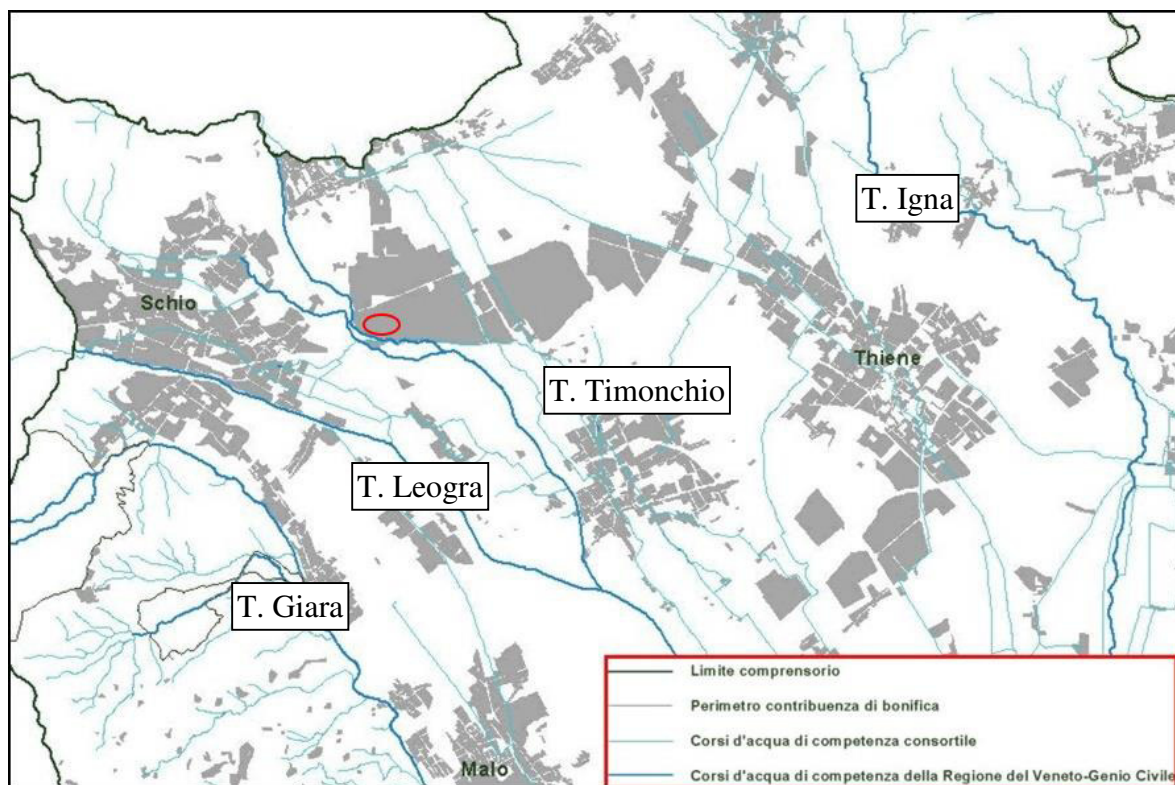 T. Igna
Schio
Thiene
T. Timonchio
T. Leogra
T. Giara
Malo
Limite comprensorio
Perimetro contribuenza di bonifica
Corsi d'acqua di competenza consortile
Corsi d'acqua di competenza della Regione del Veneto-Genio Civile